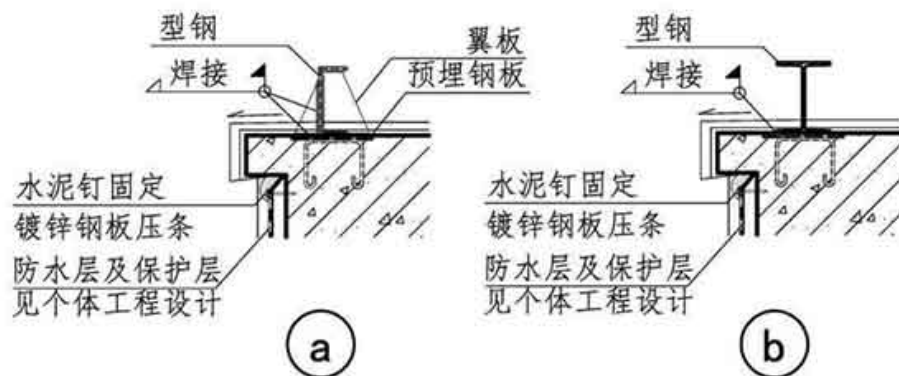 型钢
翼板
焊接
预埋钢板
水泥钉固定
镀锌钢板压条
防水层及保护层
见个体工程设计
a
型钢
焊接
水泥钉固定
镀锌钢板压条
防水层及保护层
见个体工程设计
b